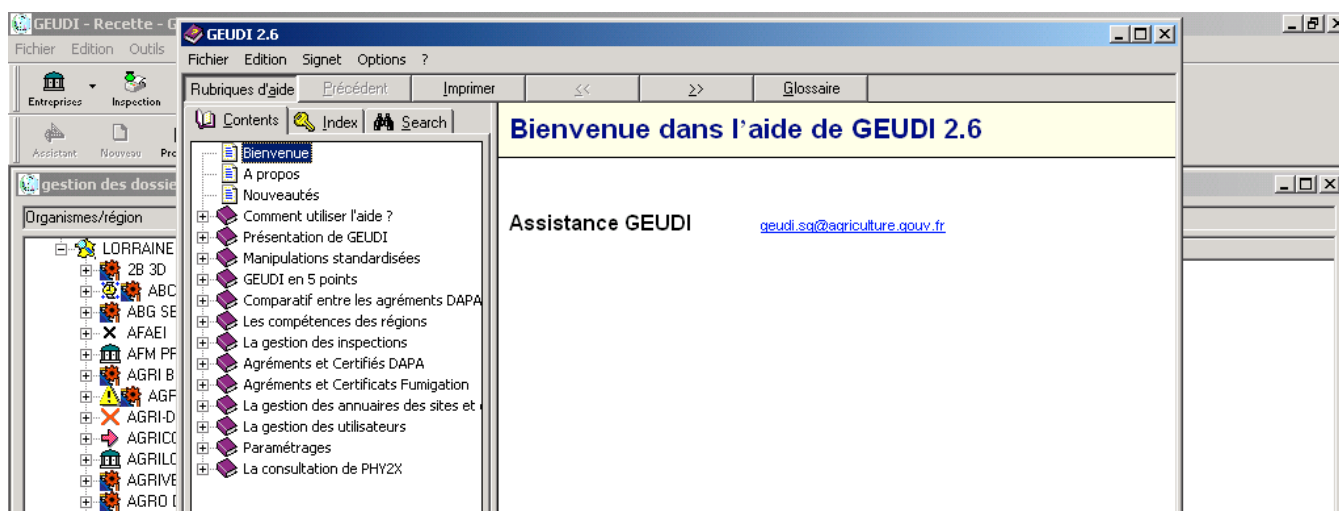 GEUDI - Recette - G
Fichier Edition Outils
Entreprises Inspection
Assistant Nouveau
gestion des dossie
Organismes/région
LORRAINE
2B 3D
ABC
ABG SE
AFAEI
AFM PF
AGRI B
AGRI-D
AGRICO
AGRILO
AGRIVE
AGRO D
GEUDI 2.6
Fichier Edition Signet Options ?
Rubriques d'aide Précédent Imprimer << >> Glossaire
Contents Index Search
Bienvenue
A propos
Nouveautés
Comment utiliser l'aide ?
Présentation de GEUDI
Manipulations standardisées
GEUDI en 5 points
Comparatif entre les agréments DAPA
Les compétences des régions
La gestion des inspections
Agréments et Certifiés DAPA
Agréments et Certificats Fumigation
La gestion des annuaires des sites et
La gestion des utilisateurs
Paramétrages
La consultation de PHY2X
Bienvenue dans l'aide de GEUDI 2.6
Assistance GEUDI geudi.sg@agriculture.gouv.fr